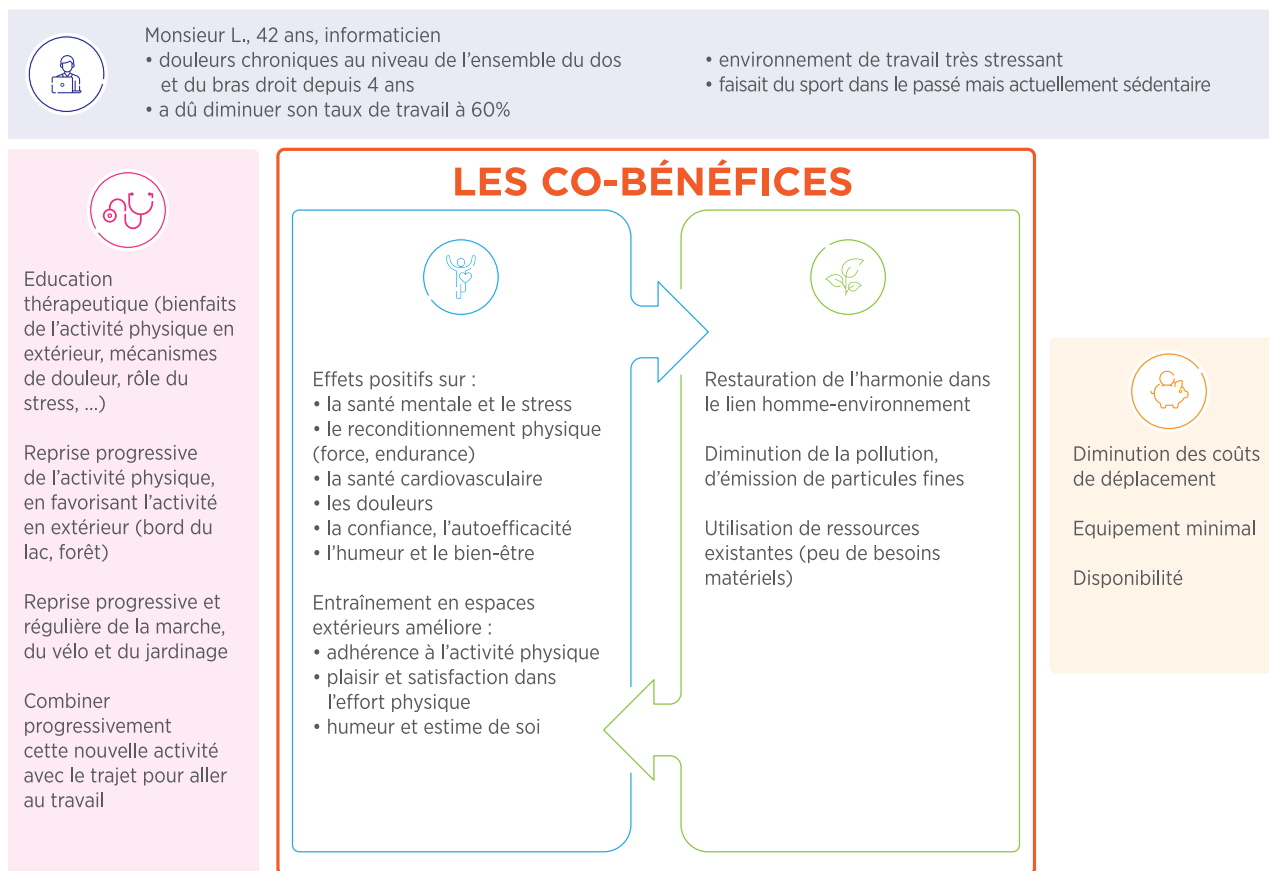 Monsieur L., 42 ans, informaticien
• douleurs chroniques au niveau de l'ensemble du dos
et du bras droit depuis 4 ans
• a dû diminuer son taux de travail à 60%
• environnement de travail très stressant
• faisait du sport dans le passé mais actuellement sédentaire
Education
thérapeutique (bienfaits
de l'activité physique en
extérieur, mécanismes
de douleur, rôle du
stress, ...)
Reprise progressive
de l'activité physique,
en favorisant l'activité
en extérieur (bord du
lac, forêt)
Reprise progressive et
régulière de la marche,
du vélo et du jardinage
Combiner
progressivement
cette nouvelle activité
avec le trajet pour aller
au travail
LES CO-BÉNÉFICES
Effets positifs sur :
• la santé mentale et le stress
• le reconditionnement physique
(force, endurance)
• la santé cardiovasculaire
• les douleurs
• la confiance, l'autoefficacité
• l'humeur et le bien-être
Entraînement en espaces
extérieurs améliore :
• adhérence à l'activité physique
• plaisir et satisfaction dans
l'effort physique
• humeur et estime de soi
Restauration de l'harmonie dans
le lien homme-environnement
Diminution de la pollution,
d'émission de particules fines
Utilisation de ressources
existantes (peu de besoins
matériels)
Diminution des coûts
de déplacement
Equipement minimal
Disponibilité